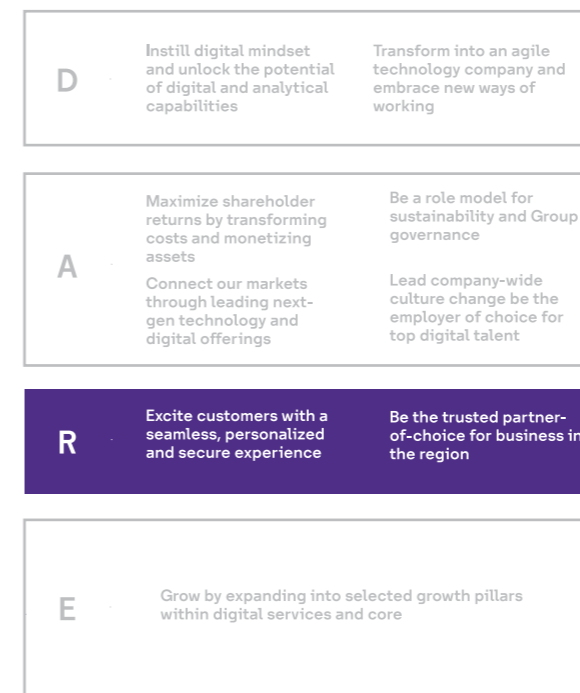 D
Instill digital mindset
and unlock the potential
of digital and analytical
capabilities
Transform into an agile
technology company and
embrace new ways of
working
A
Maximize shareholder
returns by transforming
costs and monetizing
assets
Be a role model for
sustainability and Group
governance
Connect our markets
through leading next-
gen technology and
digital offerings
Lead company-wide
culture change be the
employer of choice for
top digital talent
R
Excite customers with a
seamless, personalized
and secure experience
Be the trusted partner-
of-choice for business in
the region
E
Grow by expanding into selected growth pillars
within digital services and core